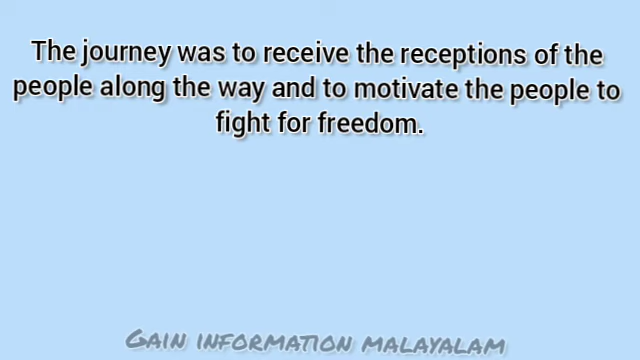 The journey was to receive the receptions of the
people along the way and to motivate the people to
fight for freedom.
GAIN INFORMATION MALAYALAM